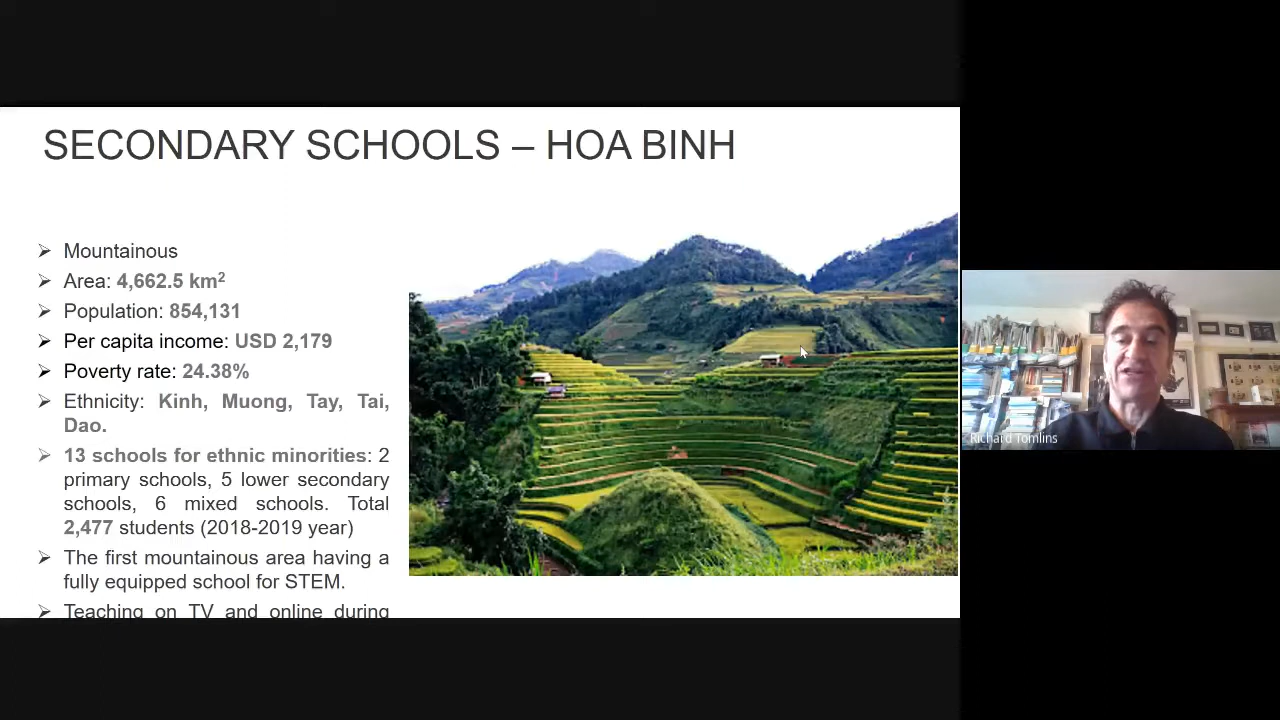 SECONDARY SCHOOLS – HOA BINH
➢ Mountainous
➢ Area: 4,662.5 km²
➢ Population: 854,131
➢ Per capita income: USD 2,179
➢ Poverty rate: 24.38%
➢ Ethnicity: Kinh, Muong, Tay, Tai,
Dao.
➢ 13 schools for ethnic minorities: 2
primary schools, 5 lower secondary
schools, 6 mixed schools. Total
2,477 students (2018-2019 year)
➢ The first mountainous area having a
fully equipped school for STEM.
➢ Teaching on TV and online during
Richard Tomlins